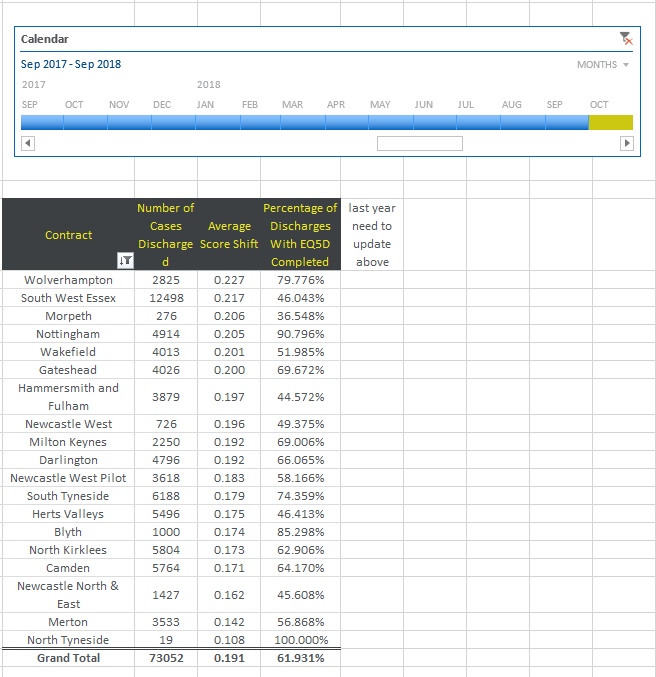 Calendar
Sep 2017 - Sep 2018
MONTHS
2017 2018
SEP OCT NOV DEC JAN FEB MAR APR MAY JUN JUL AUG SEP OCT
Contract
Number of
Cases
Discharge
d
Average
Score Shift
Percentage of
Discharges
With EQ5D
Completed
last year
need to
update
above
Wolverhampton 2825 0.227 79.776%
South West Essex 12498 0.217 46.043%
Morpeth 276 0.206 36.548%
Nottingham 4914 0.205 90.796%
Wakefield 4013 0.201 51.985%
Gateshead 4026 0.200 69.672%
Hammersmith and
Fulham 3879 0.197 44.572%
Newcastle West 726 0.196 49.375%
Milton Keynes 2250 0.192 69.006%
Darlington 4796 0.192 66.065%
Newcastle West Pilot 3618 0.183 58.166%
South Tyneside 6188 0.179 74.359%
Herts Valleys 5496 0.175 46.413%
Blyth 1000 0.174 85.298%
North Kirklees 5804 0.173 62.906%
Camden 5764 0.171 64.170%
Newcastle North &
East 1427 0.162 45.608%
Merton 3533 0.142 56.868%
North Tyneside 19 0.108 100.000%
Grand Total 73052 0.191 61.931%